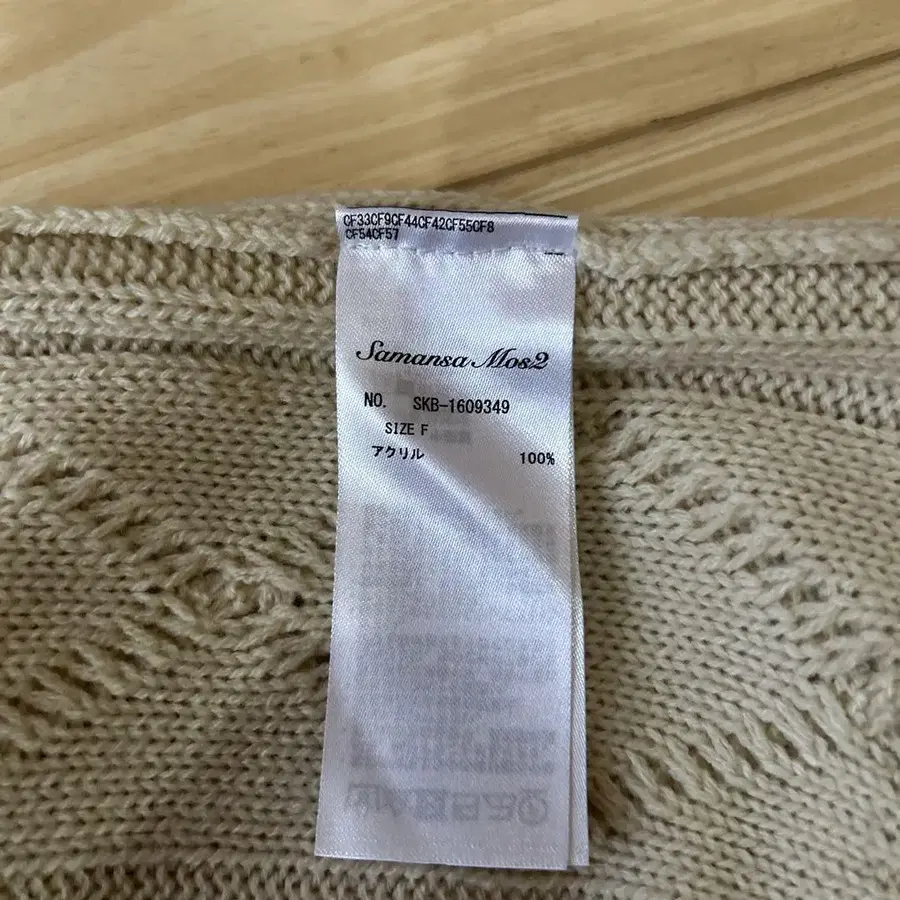 CF33CF9CF44CF42CF55CF8
CF54CF57
Samansa Mos2
NO. SKB-1609349
SIZE F
アクリル 100%